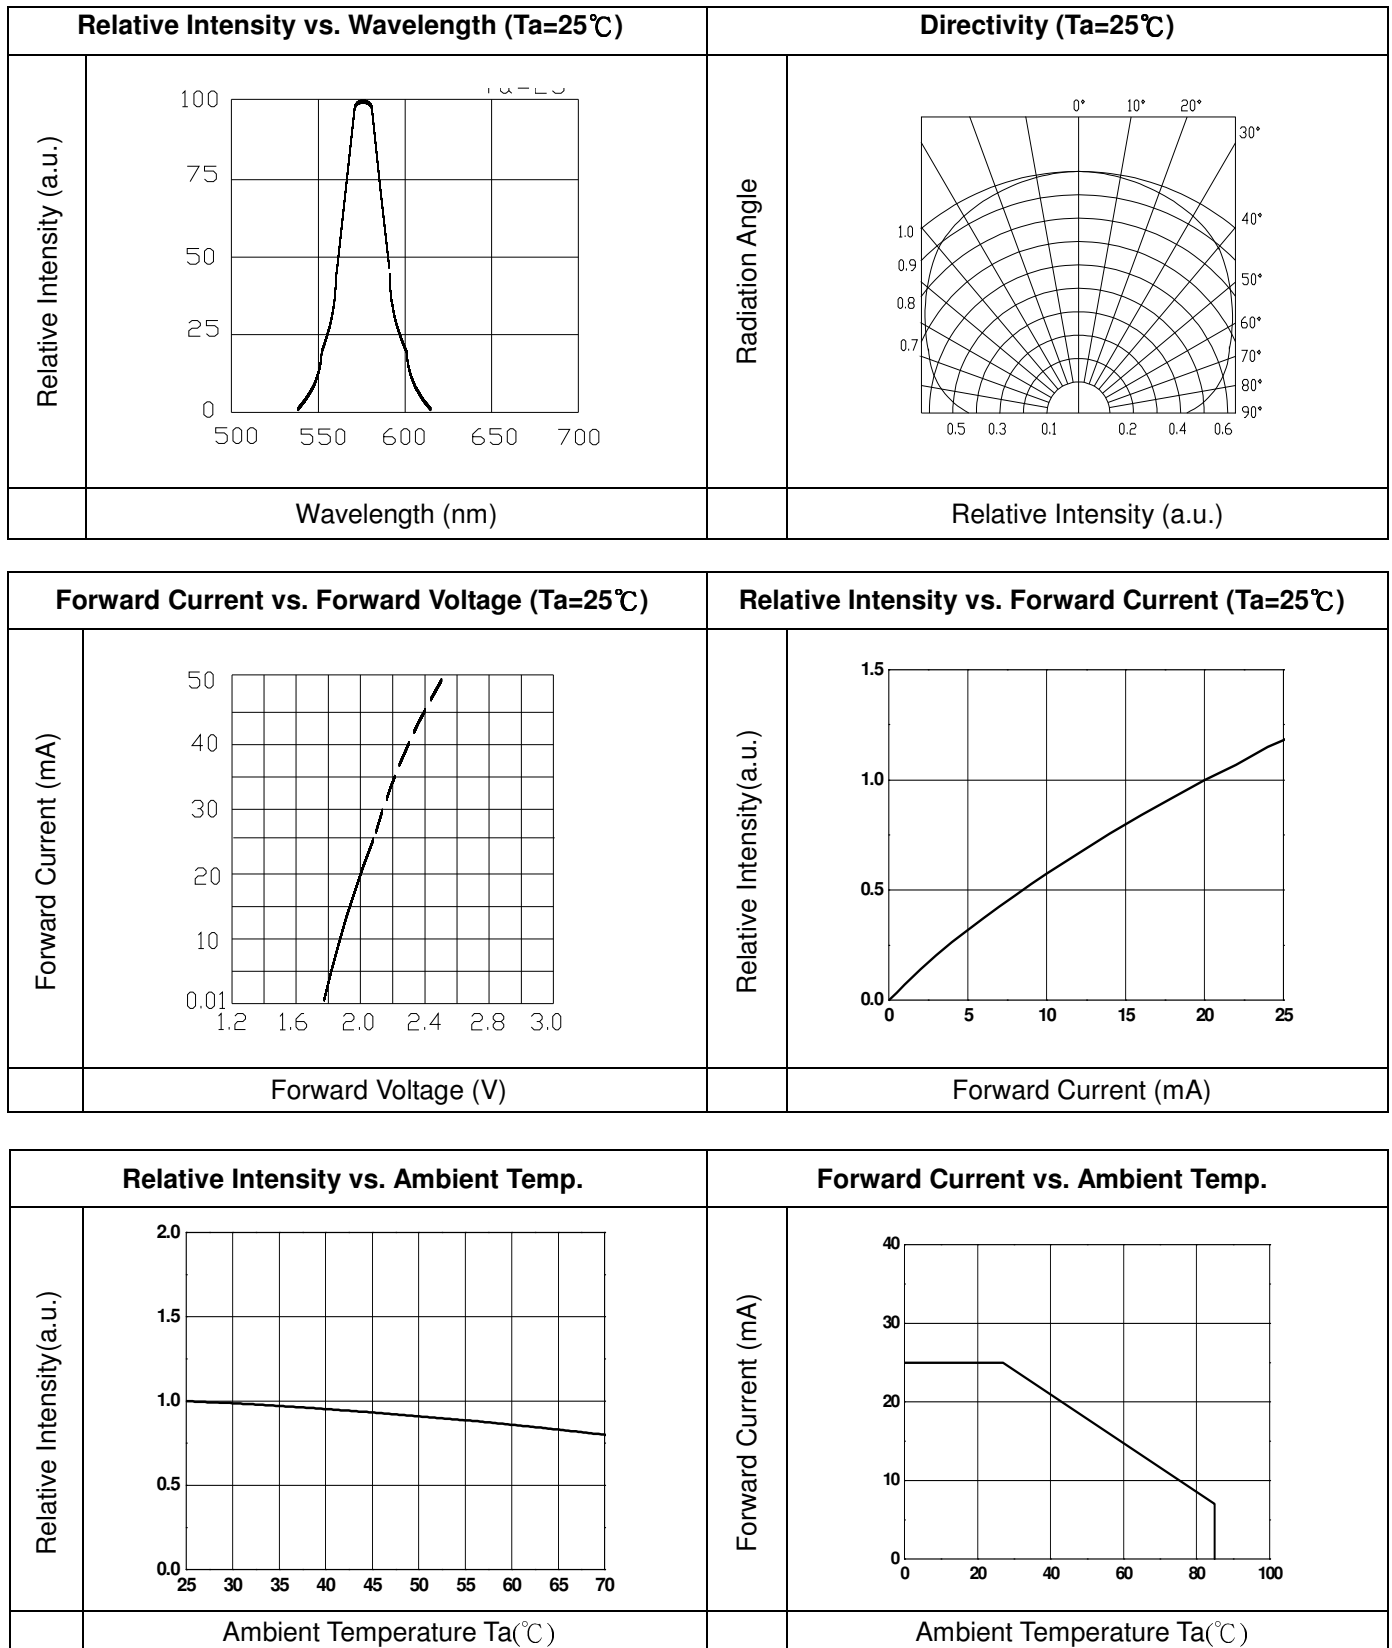 Relative Intensity vs. Wavelength (Ta=25℃)
Directivity (Ta=25℃)
Relative Intensity (a.u.)
100
75
50
25
0
500 550 600 650 700
Wavelength (nm)
Radiation Angle
0° 10° 20°
30°
40°
50°
60°
70°
80°
90°
1.0
0.9
0.8
0.7
0.5 0.3 0.1 0.2 0.4 0.6
Relative Intensity (a.u.)
Forward Current vs. Forward Voltage (Ta=25℃)
Relative Intensity vs. Forward Current (Ta=25℃)
Forward Current (mA)
50
40
30
20
10
0.01
1.2 1.6 2.0 2.4 2.8 3.0
Forward Voltage (V)
Relative Intensity(a.u.)
1.5
1.0
0.5
0.0
0 5 10 15 20 25
Forward Current (mA)
Relative Intensity vs. Ambient Temp.
Forward Current vs. Ambient Temp.
Relative Intensity(a.u.)
2.0
1.5
1.0
0.5
0.0
25 30 35 40 45 50 55 60 65 70
Ambient Temperature Ta(℃)
Forward Current (mA)
40
30
20
10
0
0 20 40 60 80 100
Ambient Temperature Ta(℃)